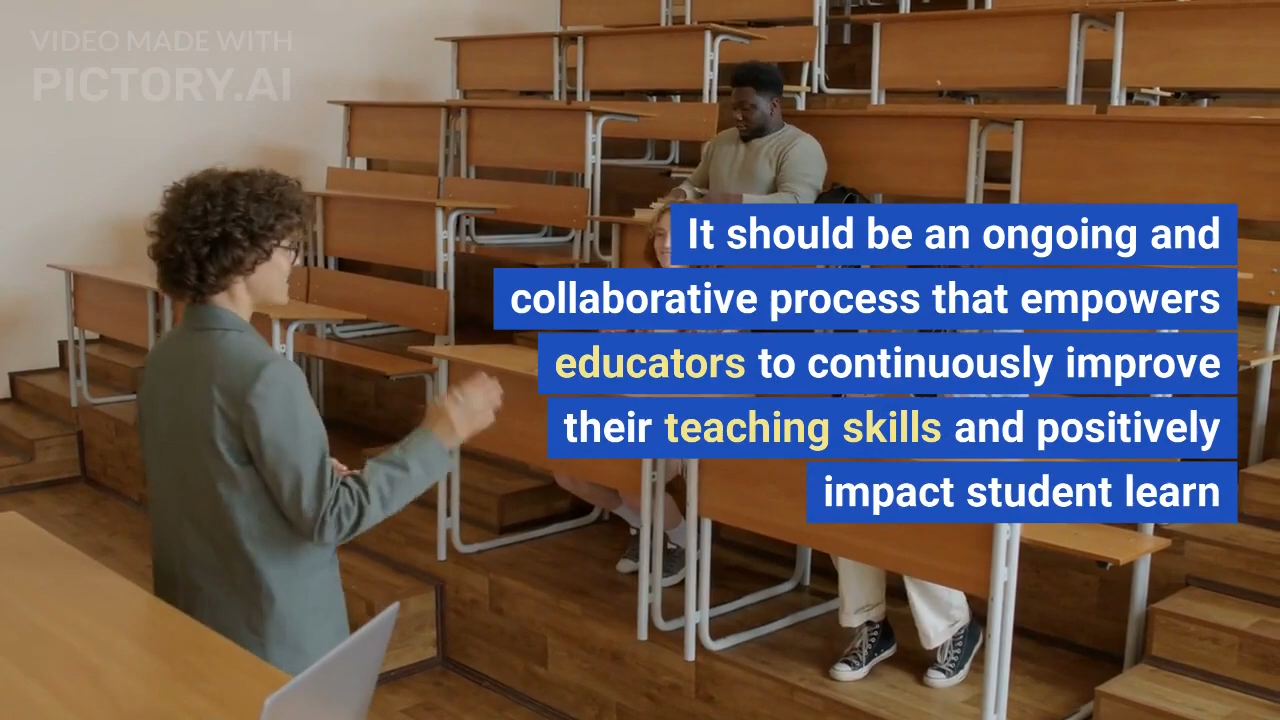 VIDEO MADE WITH
PICTORY.AI
It should be an ongoing and
collaborative process that empowers
educators to continuously improve
their teaching skills and positively
impact student learn